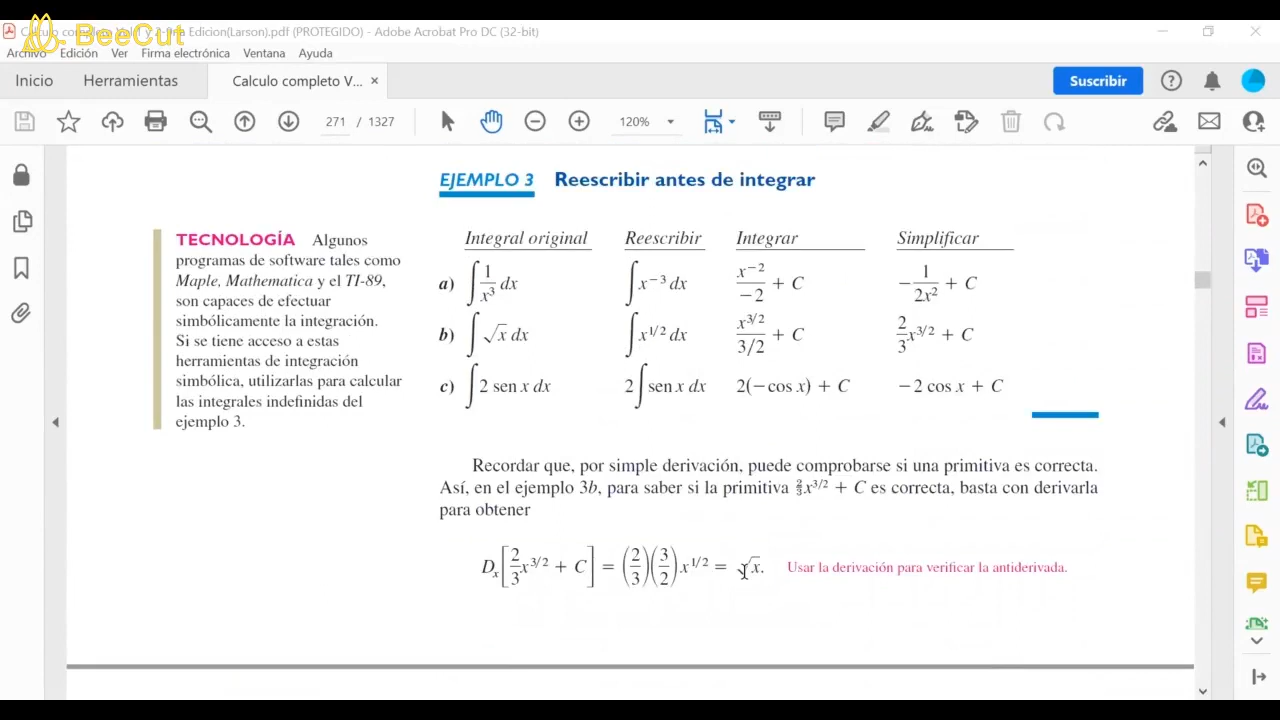 BeeCut
Calculo completo Vol 1 y 2-9na Edicion(Larson).pdf (PROTEGIDO) - Adobe Acrobat Pro DC (32-bit)
Archivo Edición Ver Firma electrónica Ventana Ayuda
Inicio Herramientas Calculo completo V... × Suscribir
271 / 1327 120%
EJEMPLO 3 Reescribir antes de integrar
TECNOLOGÍA Algunos
programas de software tales como
Maple, Mathematica y el TI-89,
son capaces de efectuar
simbólicamente la integración.
Si se tiene acceso a estas
herramientas de integración
simbólica, utilizarlas para calcular
las integrales indefinidas del
ejemplo 3.
Integral original Reescribir Integrar Simplificar
a) ∫ 1/x³ dx ∫ x⁻³ dx x⁻²/−2 + C −1/2x² + C
b) ∫ √x dx ∫ x^1/2 dx x^3/2 / 3/2 + C 2/3 x^3/2 + C
c) ∫ 2 sen x dx 2 ∫ sen x dx 2(−cos x) + C −2 cos x + C
Recordar que, por simple derivación, puede comprobarse si una primitiva es correcta.
Así, en el ejemplo 3b, para saber si la primitiva 2/3 x^3/2 + C es correcta, basta con derivarla
para obtener
Dₓ[2/3 x^3/2 + C] = (2/3)(3/2) x^1/2 = √x. Usar la derivación para verificar la antiderivada.